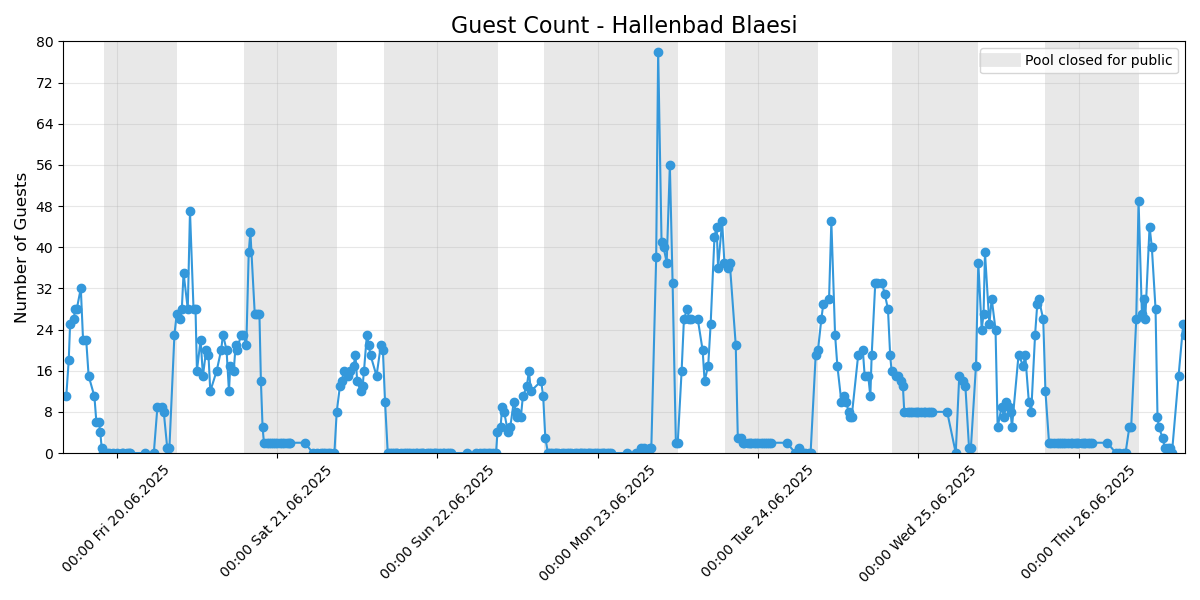 Guest Count - Hallenbad Blaesi
Pool closed for public
Number of Guests
80
72
64
56
48
40
32
24
16
8
0
00:00 Fri 20.06.2025
00:00 Sat 21.06.2025
00:00 Sun 22.06.2025
00:00 Mon 23.06.2025
00:00 Tue 24.06.2025
00:00 Wed 25.06.2025
00:00 Thu 26.06.2025